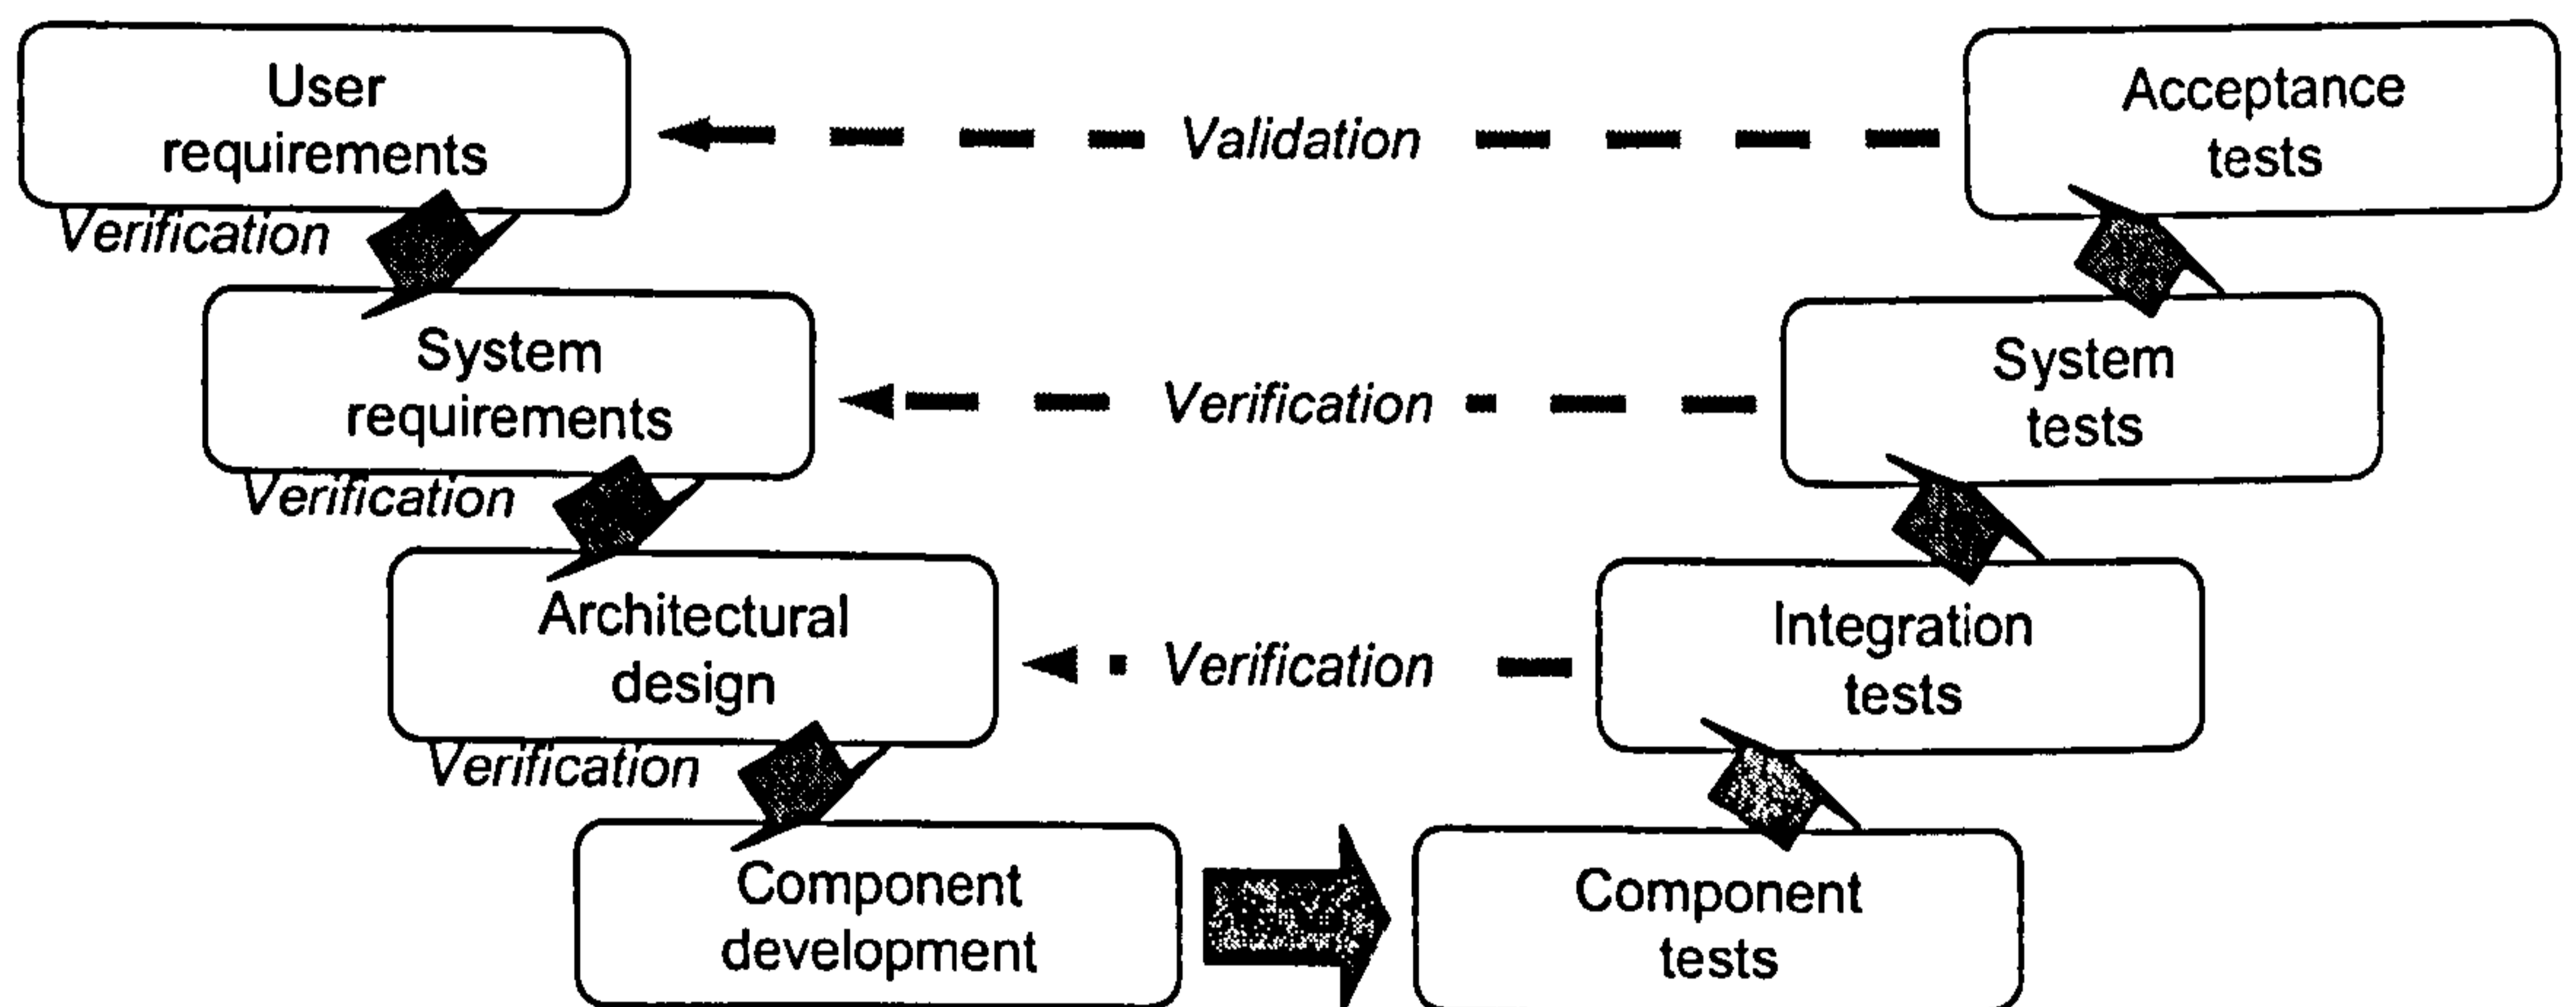 User
requirements
Validation
Acceptance
tests
Verification
System
requirements
Verification
System
tests
Verification
Architectural
design
Verification
Integration
tests
Verification
Component
development
Component
tests